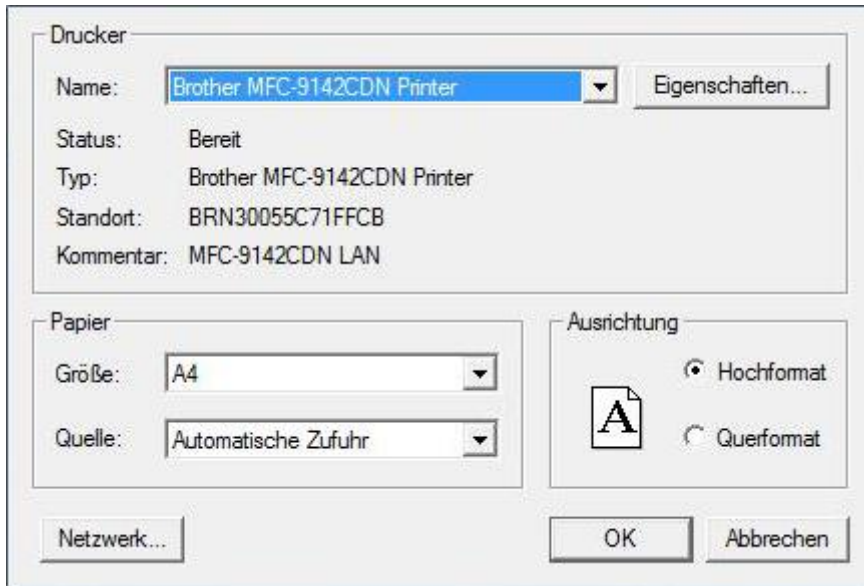 Drucker
Name: Brother MFC-9142CDN Printer Eigenschaften...
Status: Bereit
Typ: Brother MFC-9142CDN Printer
Standort: BRN30055C71FFCB
Kommentar: MFC-9142CDN LAN
Papier
Größe: A4
Quelle: Automatische Zufuhr
Ausrichtung
A
Hochformat
Querformat
Netzwerk... OK Abbrechen